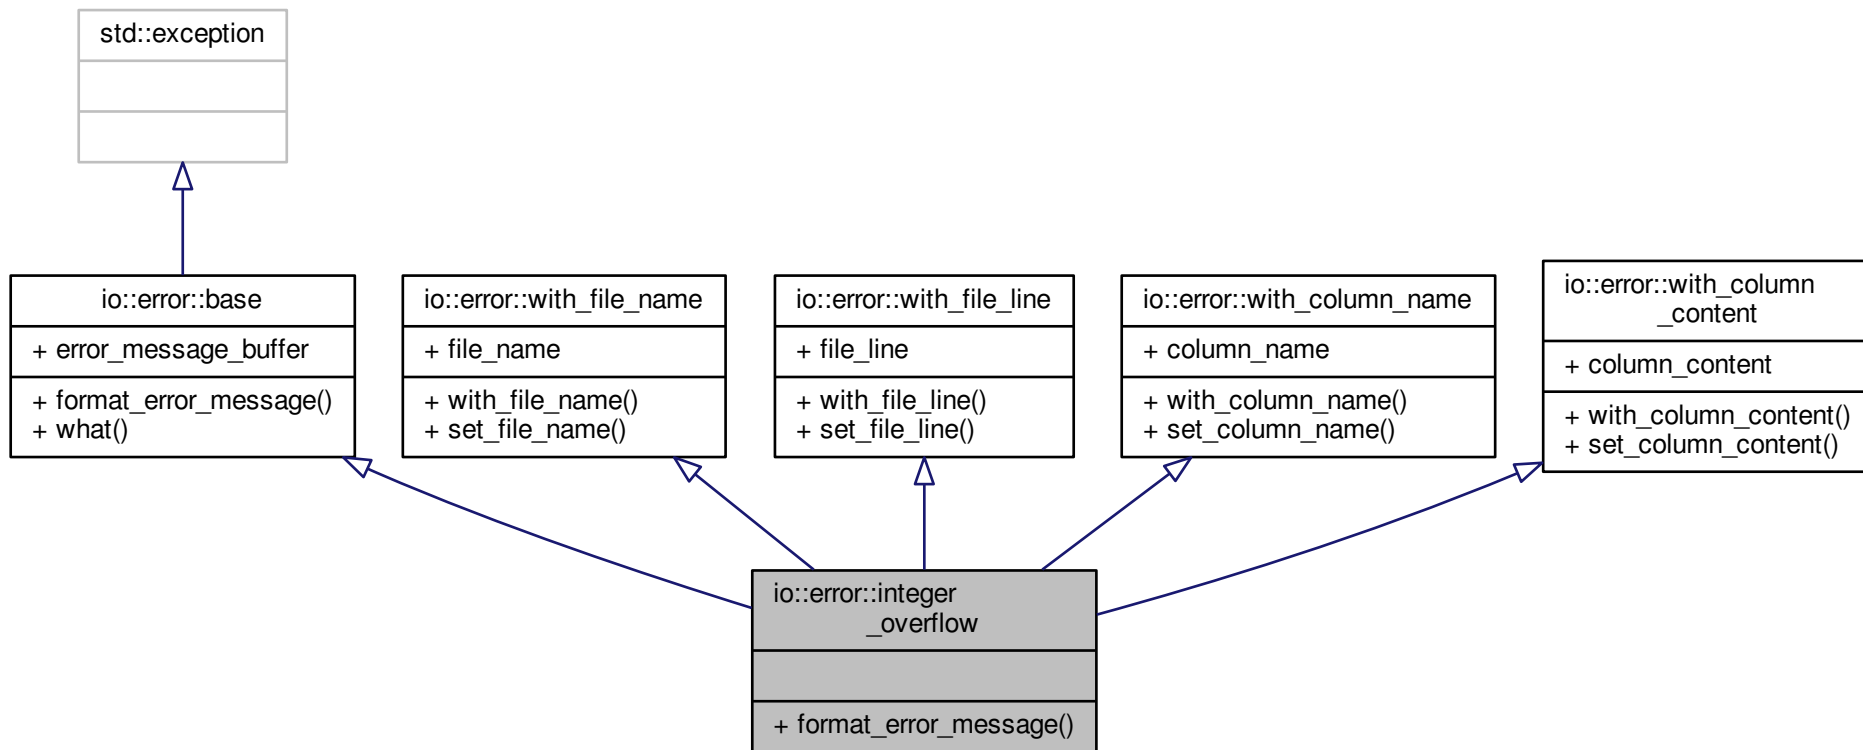 std::exception
io::error::base
+ error_message_buffer
+ format_error_message()
+ what()
io::error::with_file_name
+ file_name
+ with_file_name()
+ set_file_name()
io::error::with_file_line
+ file_line
+ with_file_line()
+ set_file_line()
io::error::with_column_name
+ column_name
+ with_column_name()
+ set_column_name()
io::error::with_column
_content
+ column_content
+ with_column_content()
+ set_column_content()
io::error::integer
_overflow
+ format_error_message()